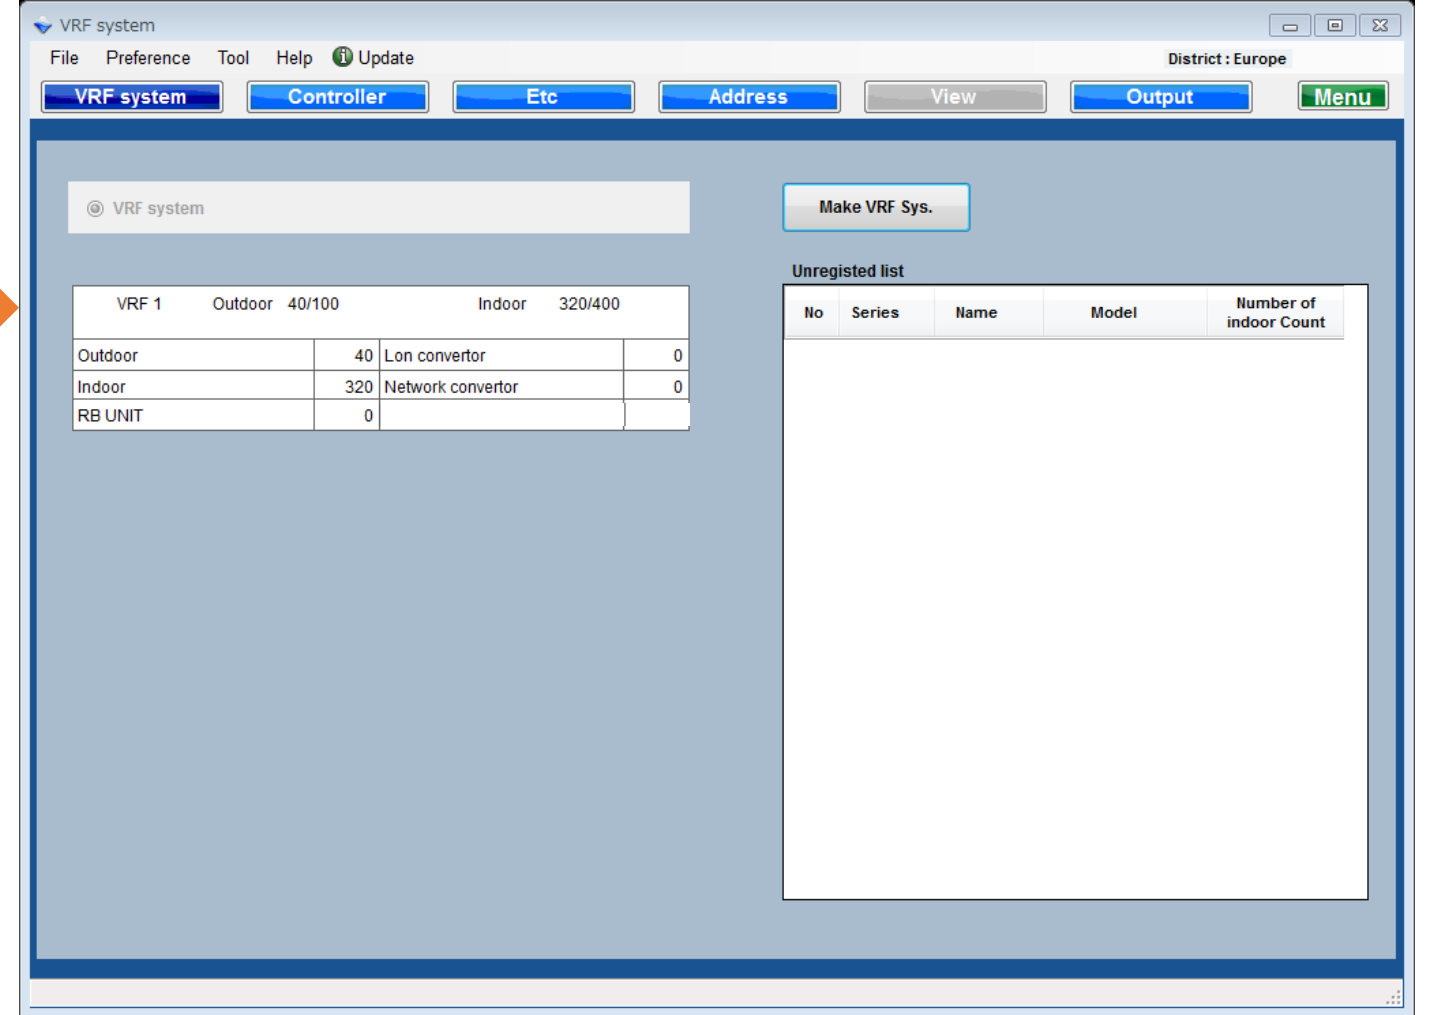 VRF system
File Preference Tool Help Update District : Europe
VRF system Controller Etc Address View Output Menu
VRF system
Make VRF Sys.
Unregisted list
VRF 1 Outdoor 40/100 Indoor 320/400
Outdoor 40 Lon convertor 0
Indoor 320 Network convertor 0
RB UNIT 0
No Series Name Model Number of
indoor Count